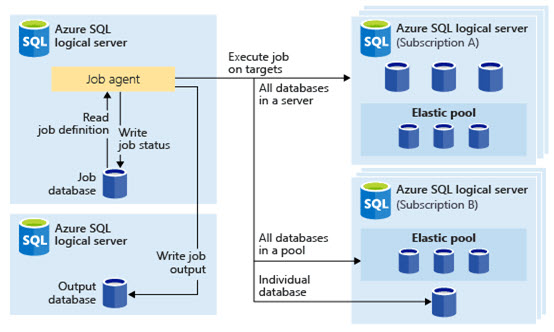 Azure SQL
logical server
SQL
Job agent
Read
job definition
Write
job status
Job
database
Azure SQL
logical server
SQL
Write job
output
Output
database
Execute job
on targets
All databases
in a server
All databases
in a pool
Individual
database
Azure SQL logical server
(Subscription A)
SQL
Elastic pool
Azure SQL logical server
(Subscription B)
SQL
Elastic pool